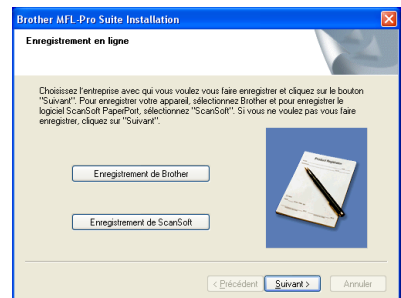 Brother MFL-Pro Suite Installation
Enregistrement en ligne
Choisissez l'entreprise avec qui vous voulez vous faire enregistrer et cliquez sur le bouton
"Suivant". Pour enregistrer votre appareil, sélectionnez Brother et pour enregistrer le
logiciel ScanSoft PaperPort, sélectionnez "ScanSoft". Si vous ne voulez pas vous faire
enregistrer, cliquez sur "Suivant".
Enregistrement de Brother
Enregistrement de ScanSoft
Product Registration
< Précédent Suivant > Annuler